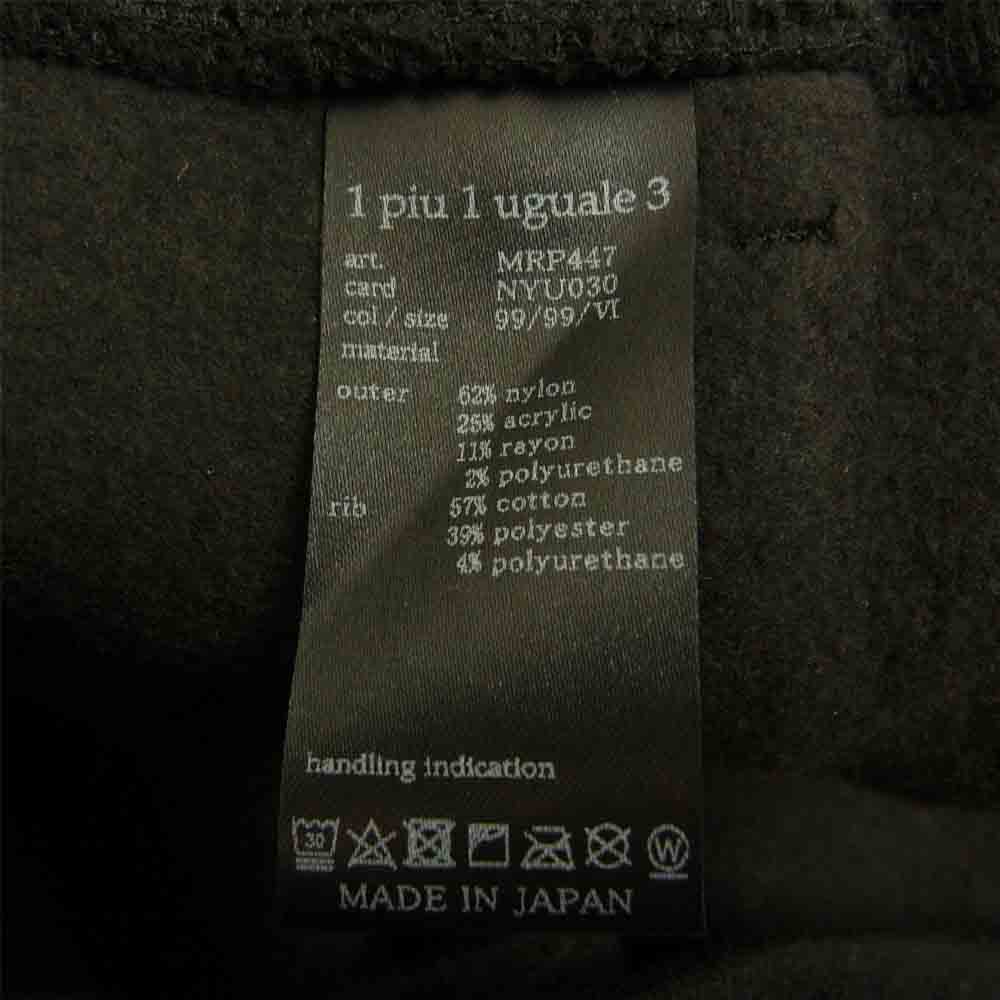 1 piu 1 uguale 3
art. MRP447
card NYU030
col / size 99/99/VI
material
outer 62% nylon
25% acrylic
11% rayon
2% polyurethane
rib 57% cotton
39% polyester
4% polyurethane
handling indication
30 W
MADE IN JAPAN